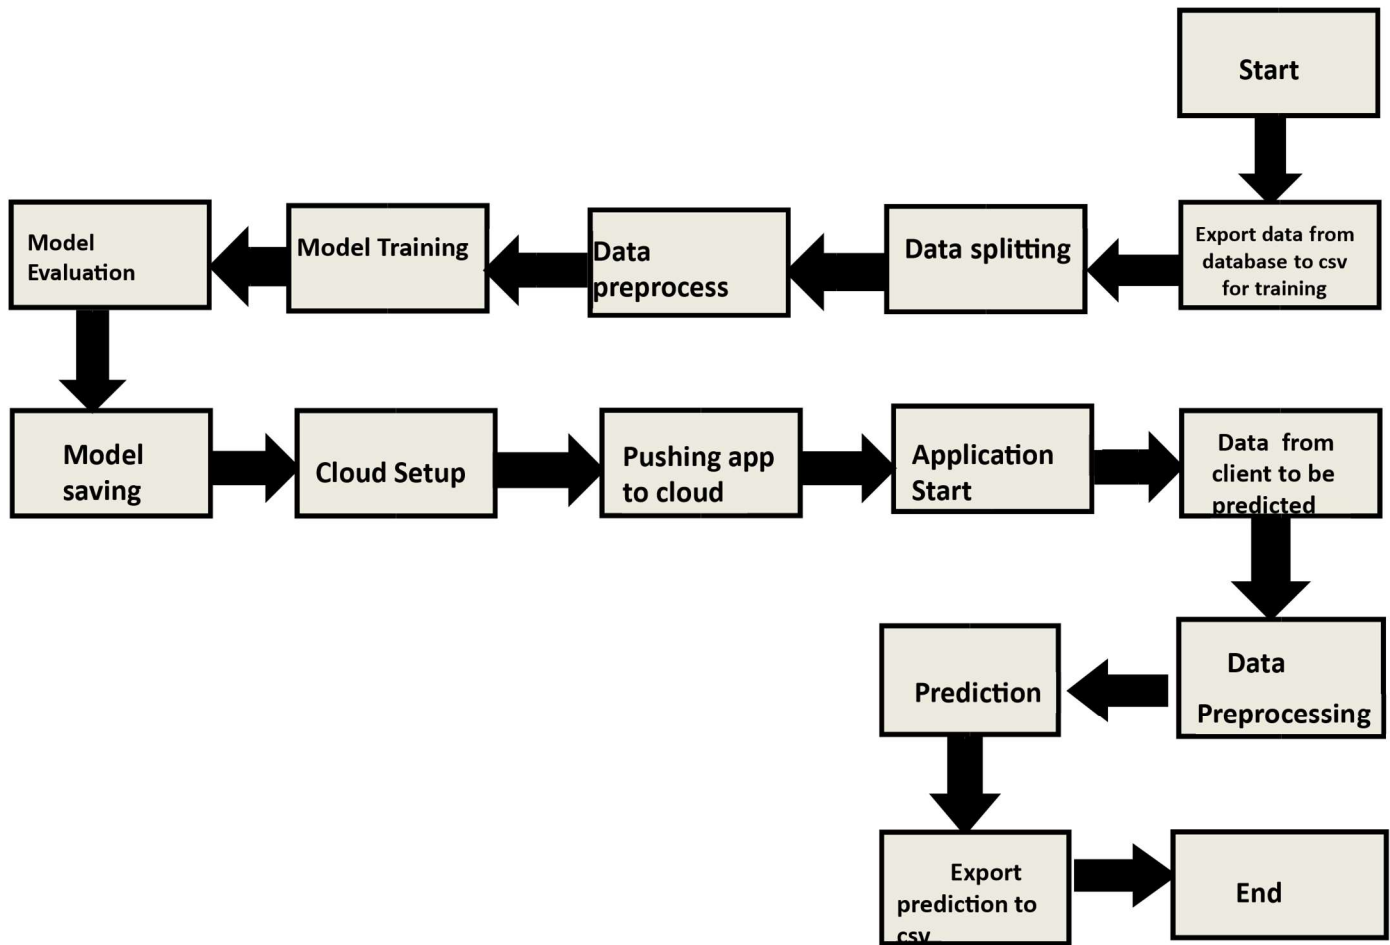 Start
Export data from
database to csv
for training
Data splitting
Data
preprocess
Model Training
Model
Evaluation
Model
saving
Cloud Setup
Pushing app
to cloud
Application
Start
Data from
client to be
predicted
Data
Preprocessing
Prediction
Export
prediction to
csv
End